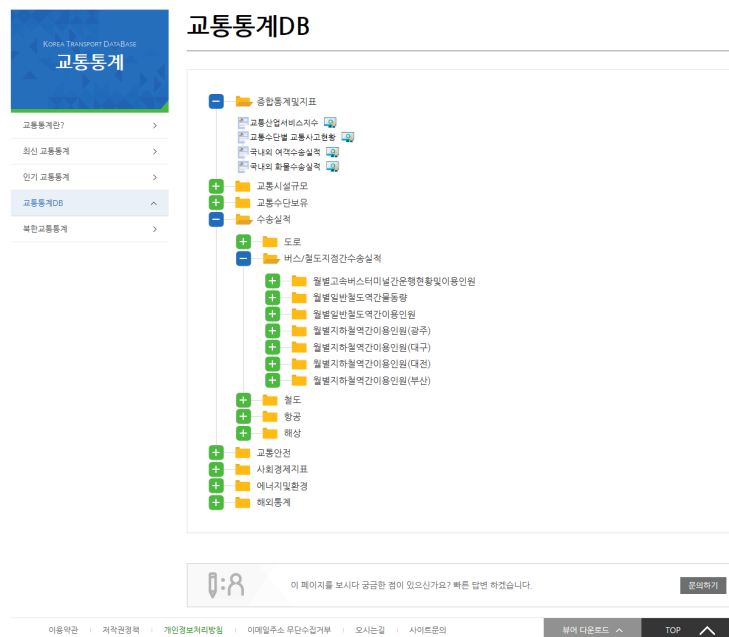 KOREA TRANSPORT DATABASE
교통통계
교통통계란?
최신 교통통계
인기 교통통계
교통통계DB
북한교통통계
교통통계DB
종합통계및지표
교통산업서비스지수
교통수단별 교통사고현황
국내외 여객수송실적
국내외 화물수송실적
교통시설규모
교통수단보유
수송실적
도로
버스/철도지점간수송실적
월별고속버스터미널간운행현황및이용인원
월별일반철도역간물동량
월별일반철도역간이용인원
월별지하철역간이용인원(광주)
월별지하철역간이용인원(대구)
월별지하철역간이용인원(대전)
월별지하철역간이용인원(부산)
철도
항공
해상
교통안전
사회경제지표
에너지및환경
해외통계
이 페이지를 보시다 궁금한 점이 있으신가요? 빠른 답변 하겠습니다.
문의하기
이용약관 저작권정책 개인정보처리방침 이메일주소 무단수집거부 오시는길 사이트문의
뷰어 다운로드 TOP